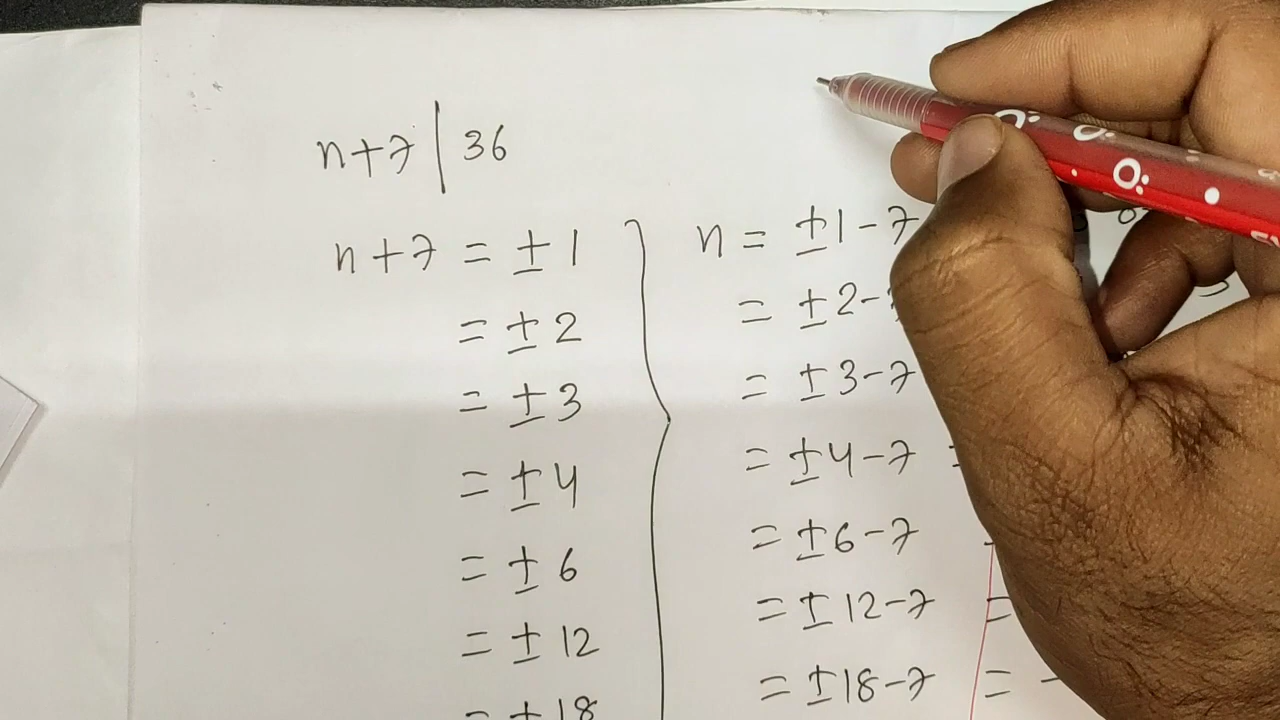 n+7 | 36
n+7 = ±1
= ±2
= ±3
= ±4
= ±6
= ±12
= ±18
n = ±1-7
= ±2-
= ±3-7
= ±4-7 =
= ±6-7
= ±12-7 =
= ±18-7 = -